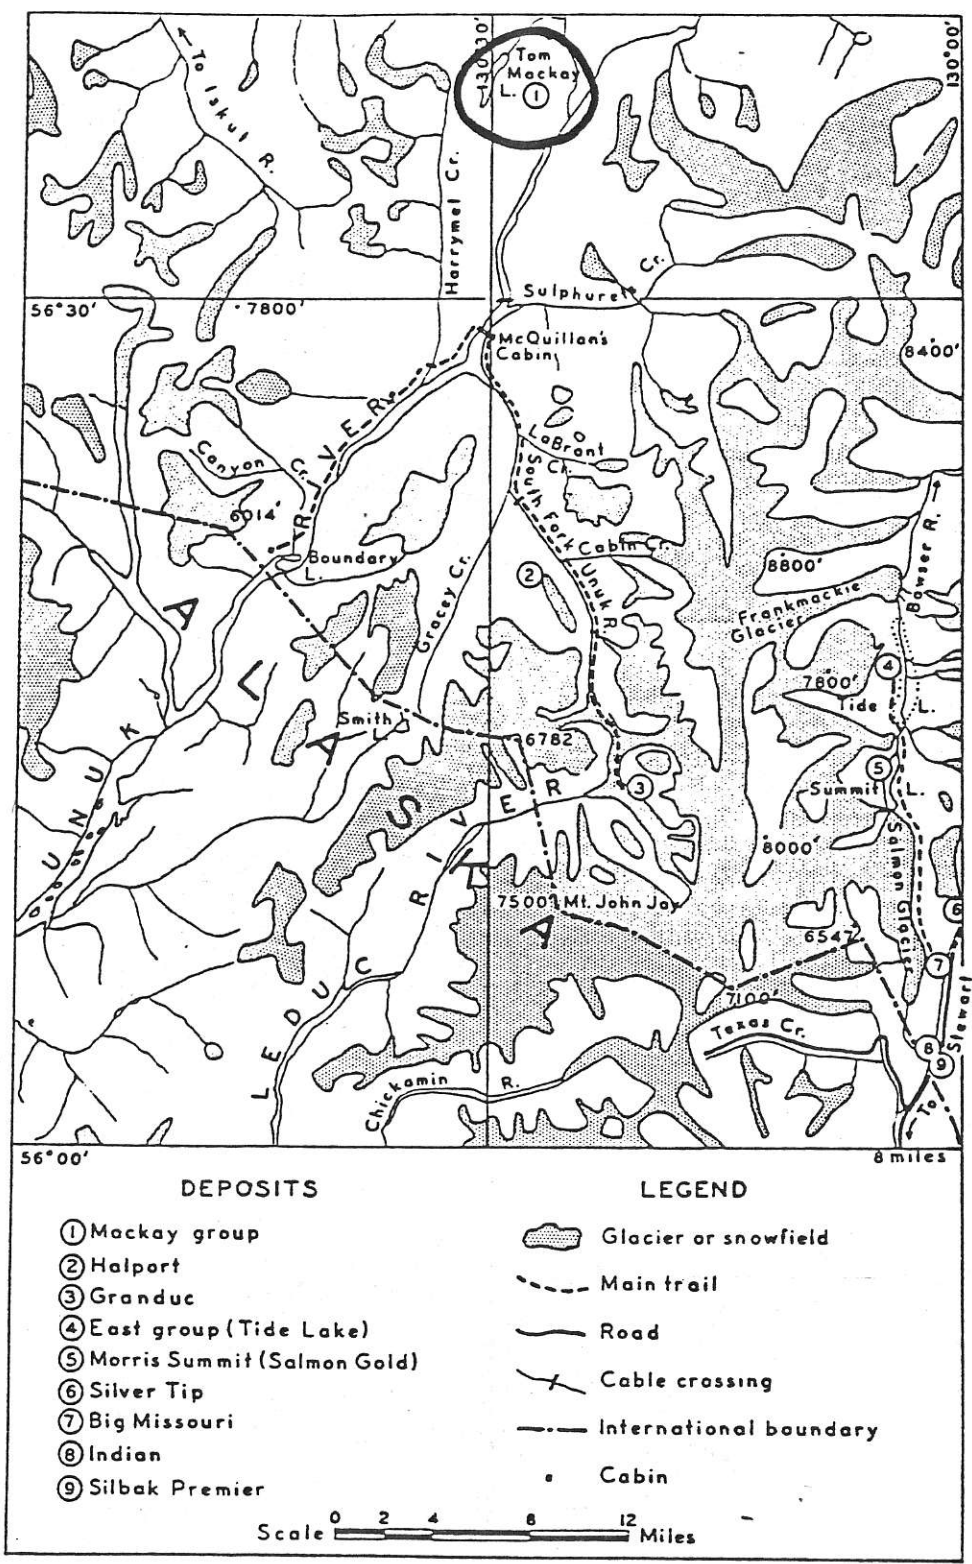 To Iskut R.
130°30'
Tom
Mackay
L. ①
130°00'
Harrymel Cr.
56°30'
7800'
Sulphurets Cr.
McQuillan's
Cabin
8400'
Canyon Cr.
LaBrant
Ck.
6014'
Boundary
L.
South Fork Unuk R.
Cabin Cr.
8800'
Bowser R.
②
Gracey Cr.
Frankmackie
Glacier
④
7800'
Tide L.
Smith
L.
6782
⑤
Summit L.
③
UNUK RIVER
ALASKA
8000'
Salmon Glacier
7500' Mt. John Jay
6547'
⑥
⑦
7100'
LEDUC RIVER
Texas Cr.
⑧
⑨
Chickamin R.
To Stewart
8 miles
56°00'
DEPOSITS
① Mackay group
② Halport
③ Granduc
④ East group (Tide Lake)
⑤ Morris Summit (Salmon Gold)
⑥ Silver Tip
⑦ Big Missouri
⑧ Indian
⑨ Silbak Premier
LEGEND
Glacier or snowfield
Main trail
Road
Cable crossing
International boundary
Cabin
0 2 4 8 12
Scale Miles